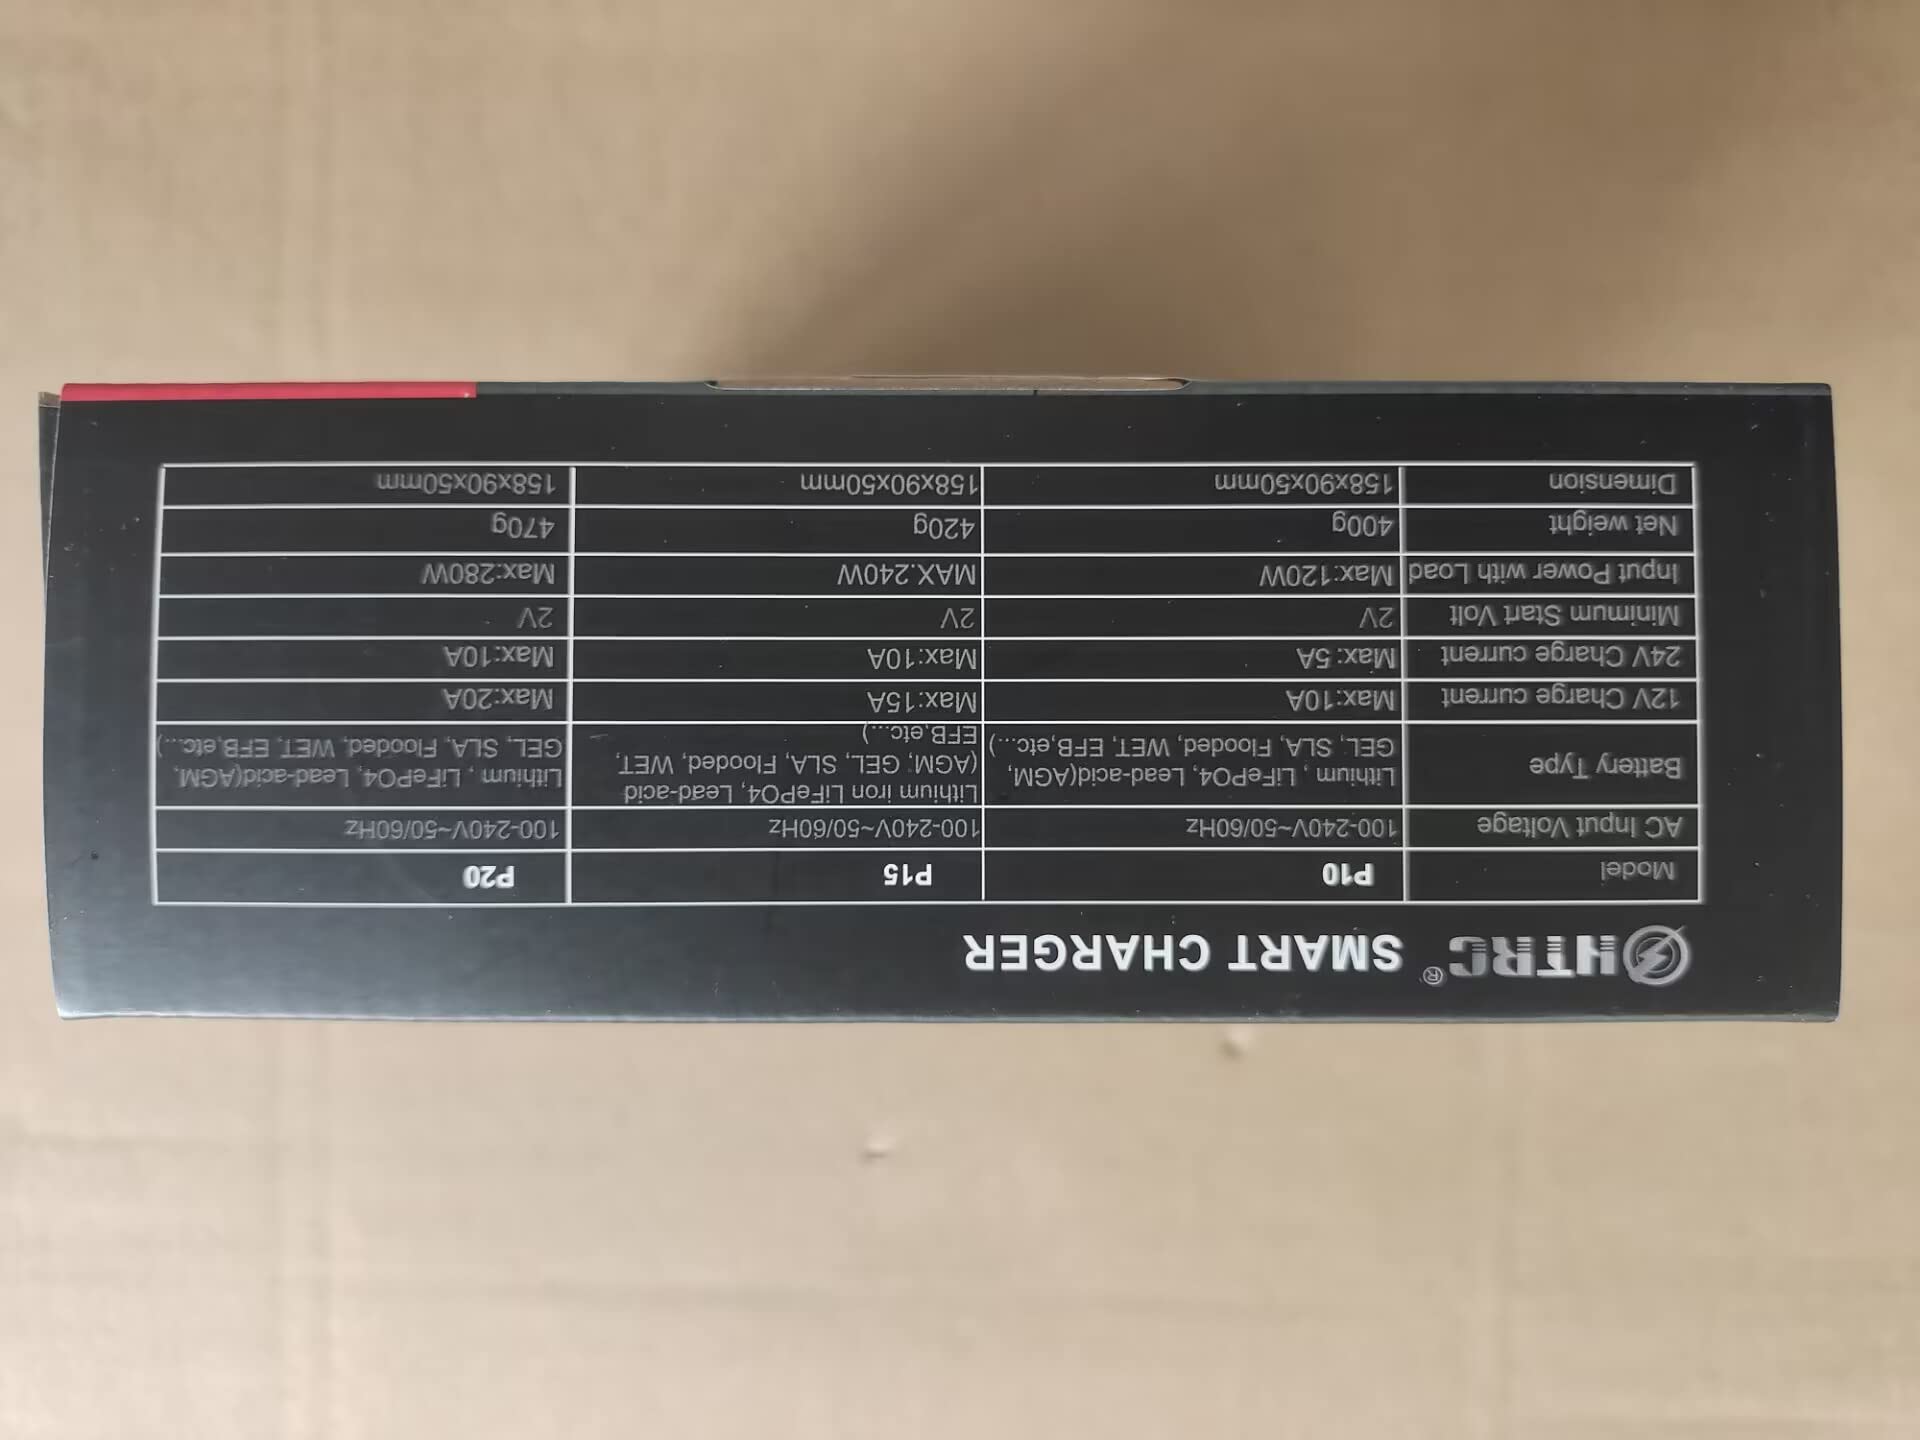 HTRC® SMART CHARGER
Model P10 P15 P20
AC Input Voltage 100-240V~50/60Hz 100-240V~50/60Hz 100-240V~50/60Hz
Battery Type
Lithium , LiFePO4, Lead-acid(AGM,
GEL, SLA, Flooded, WET, EFB,etc...)
Lithium iron LiFePO4, Lead-acid
(AGM, GEL, SLA, Flooded, WET,
EFB,etc...)
Lithium , LiFePO4, Lead-acid(AGM,
GEL, SLA, Flooded, WET, EFB,etc...)
12V Charge current Max:10A Max:15A Max:20A
24V Charge current Max: 5A Max:10A Max:10A
Minimum Start Volt 2V 2V 2V
Input Power with Load Max:120W MAX.240W Max:280W
Net weight 400g 420g 470g
Dimension 158x90x50mm 158x90x50mm 158x90x50mm